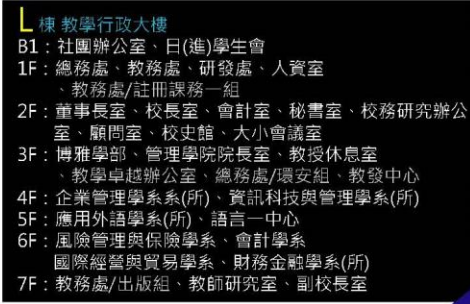 L棟 教學行政大樓
B1：社團辦公室、日(進)學生會
1F：總務處、教務處、研發處、人資室
、教務處/註冊課務一組
2F：董事長室、校長室、會計室、秘書室、校務研究辦公
室、顧問室、校史館、大小會議室
3F：博雅學部、管理學院院長室、教授休息室
、教學卓越辦公室、總務處/環安組、教發中心
4F：企業管理學系系(所)、資訊科技與管理學系(所)
5F：應用外語學系(所)、語言一中心
6F：風險管理與保險學系、會計學系
國際經營與貿易學系、財務金融學系(所)
7F：教務處/出版組、教師研究室、副校長室